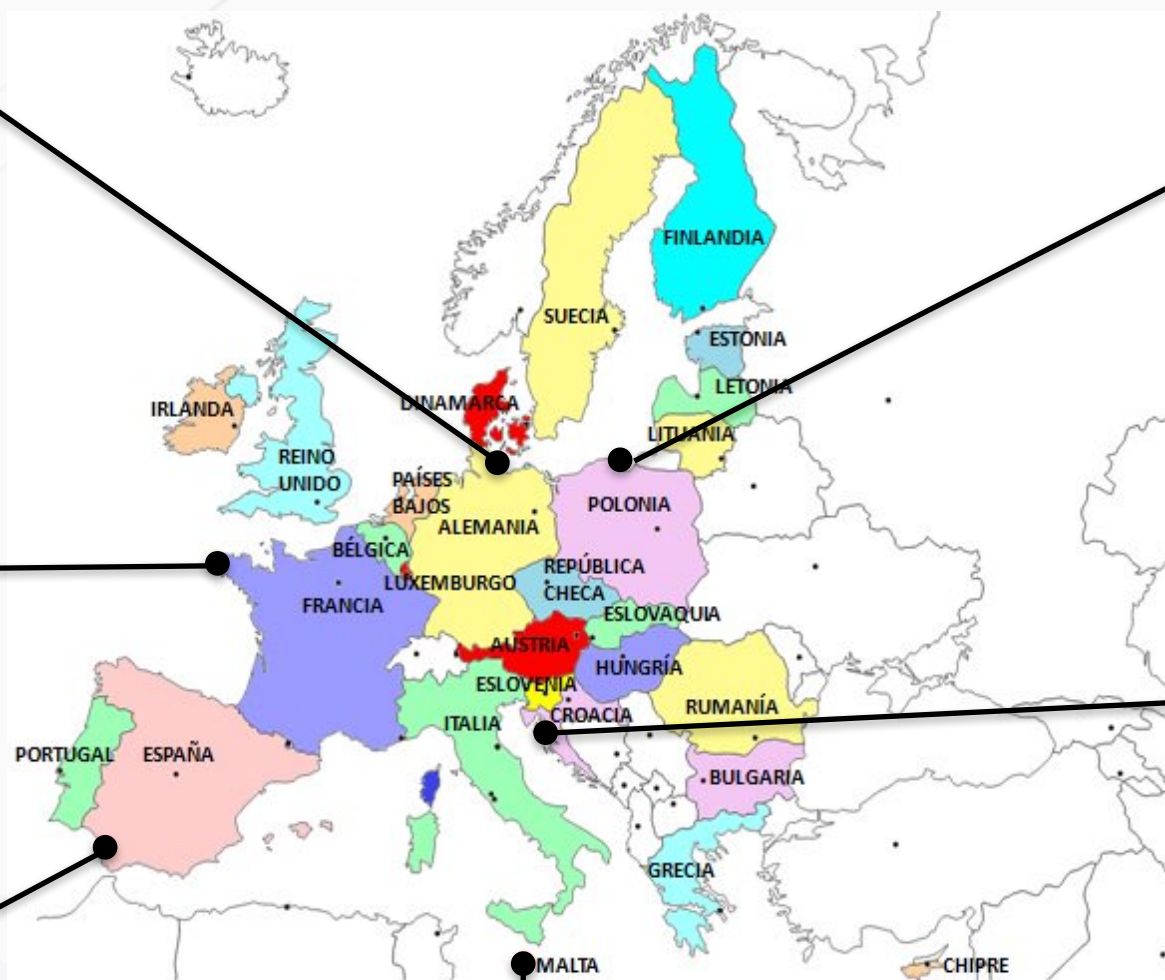 FINLANDIA
SUECIA
ESTONIA
LETONIA
DINAMARCA
IRLANDA
LITUANIA
REINO
UNIDO
PAÍSES
BAJOS
POLONIA
ALEMANIA
BÉLGICA
REPÚBLICA
CHECA
LUXEMBURGO
FRANCIA
ESLOVAQUIA
AUSTRIA
HUNGRÍA
ESLOVENIA
RUMANÍA
CROACIA
ITALIA
PORTUGAL
ESPAÑA
BULGARIA
GRECIA
MALTA
CHIPRE